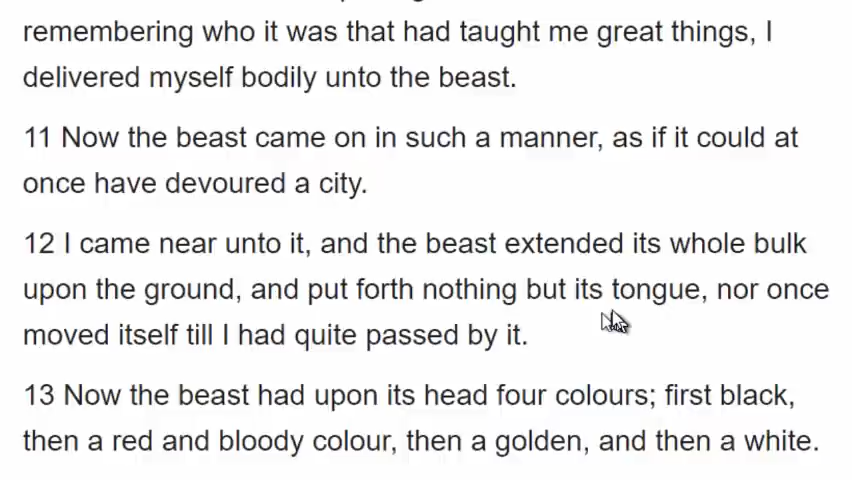 remembering who it was that had taught me great things, I
delivered myself bodily unto the beast.
11 Now the beast came on in such a manner, as if it could at
once have devoured a city.
12 I came near unto it, and the beast extended its whole bulk
upon the ground, and put forth nothing but its tongue, nor once
moved itself till I had quite passed by it.
13 Now the beast had upon its head four colours; first black,
then a red and bloody colour, then a golden, and then a white.